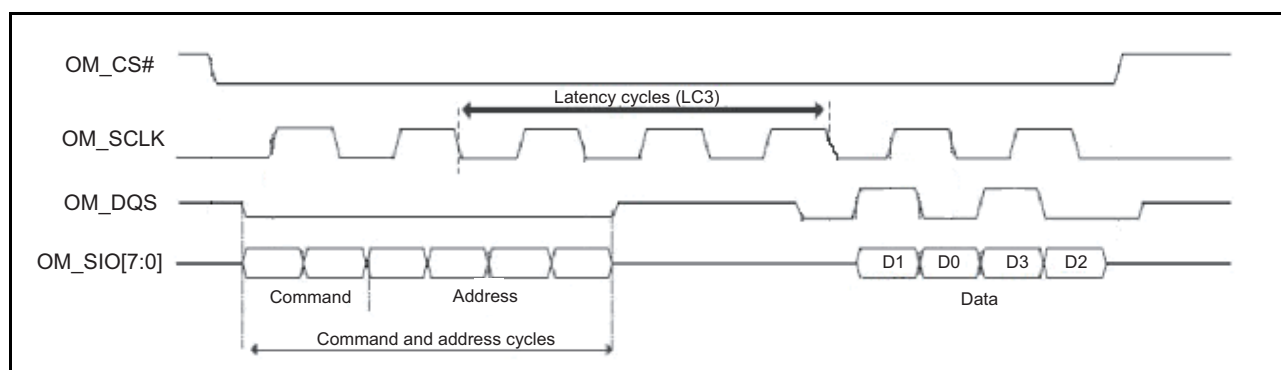 OM_CS#
Latency cycles (LC3)
OM_SCLK
OM_DQS
OM_SIO[7:0]
D1 D0 D3 D2
Command Address Data
Command and address cycles